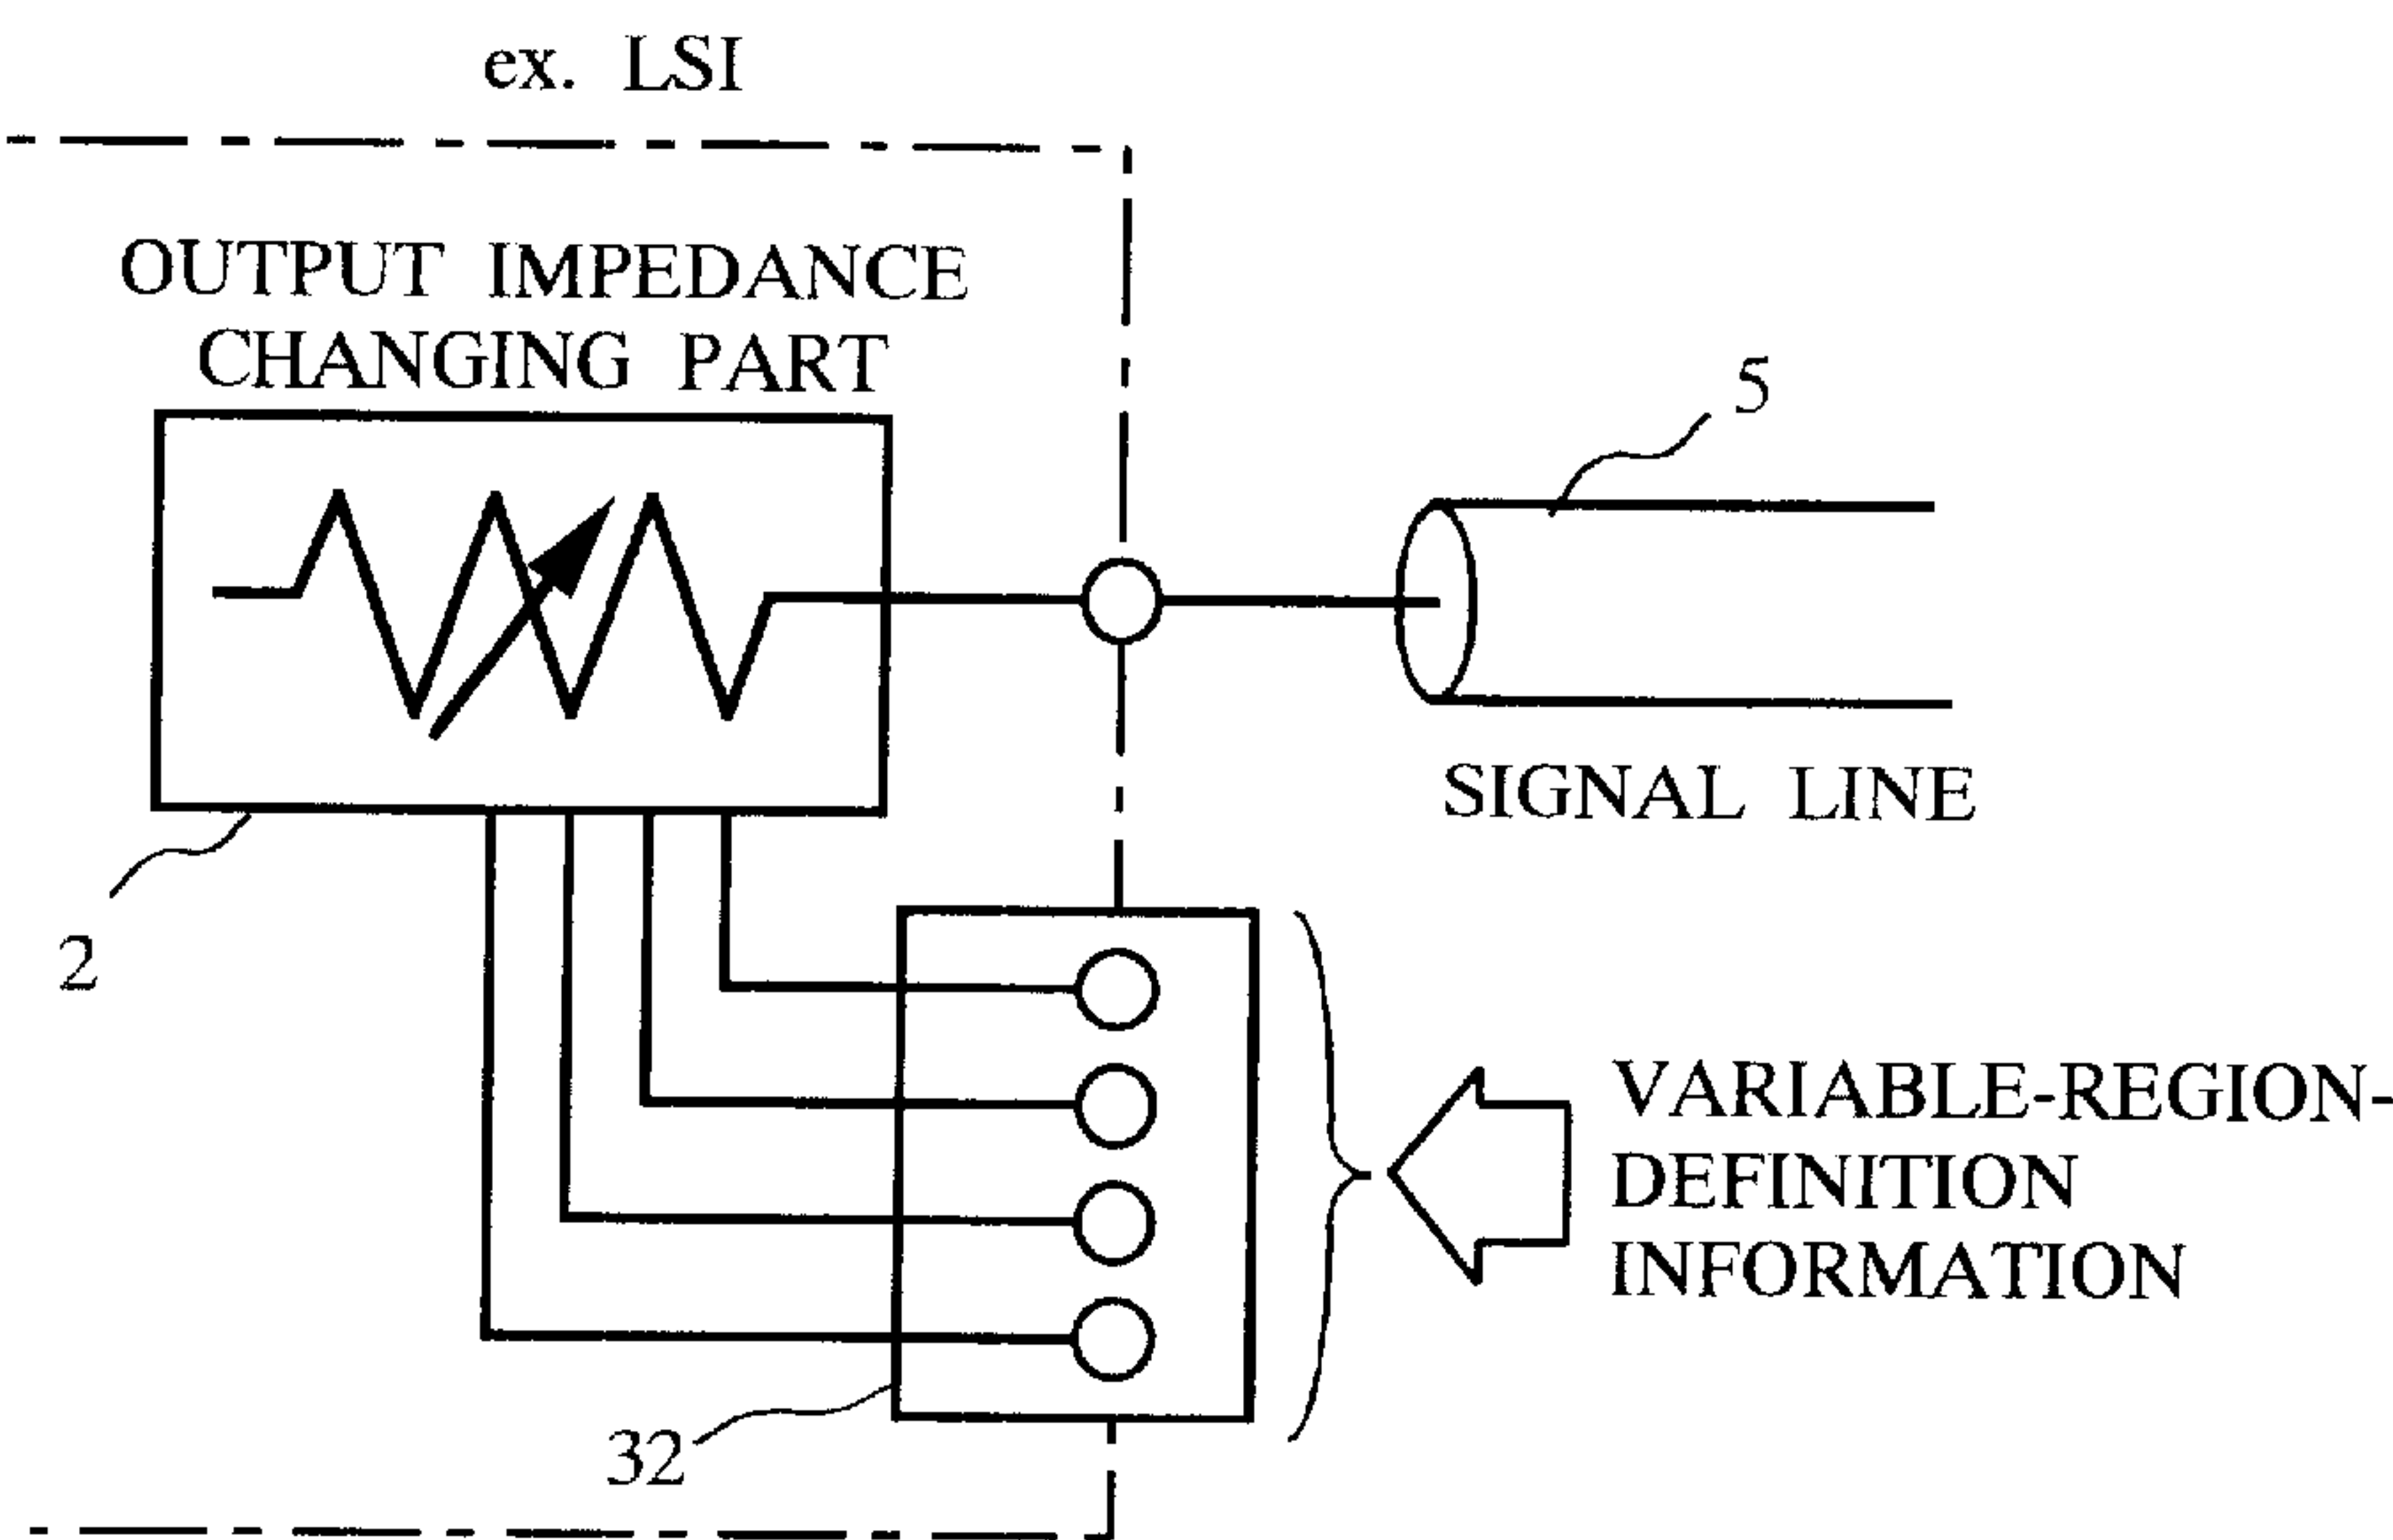 ex. LSI
OUTPUT IMPEDANCE
CHANGING PART
5
SIGNAL LINE
2
VARIABLE-REGION-
DEFINITION
INFORMATION
32